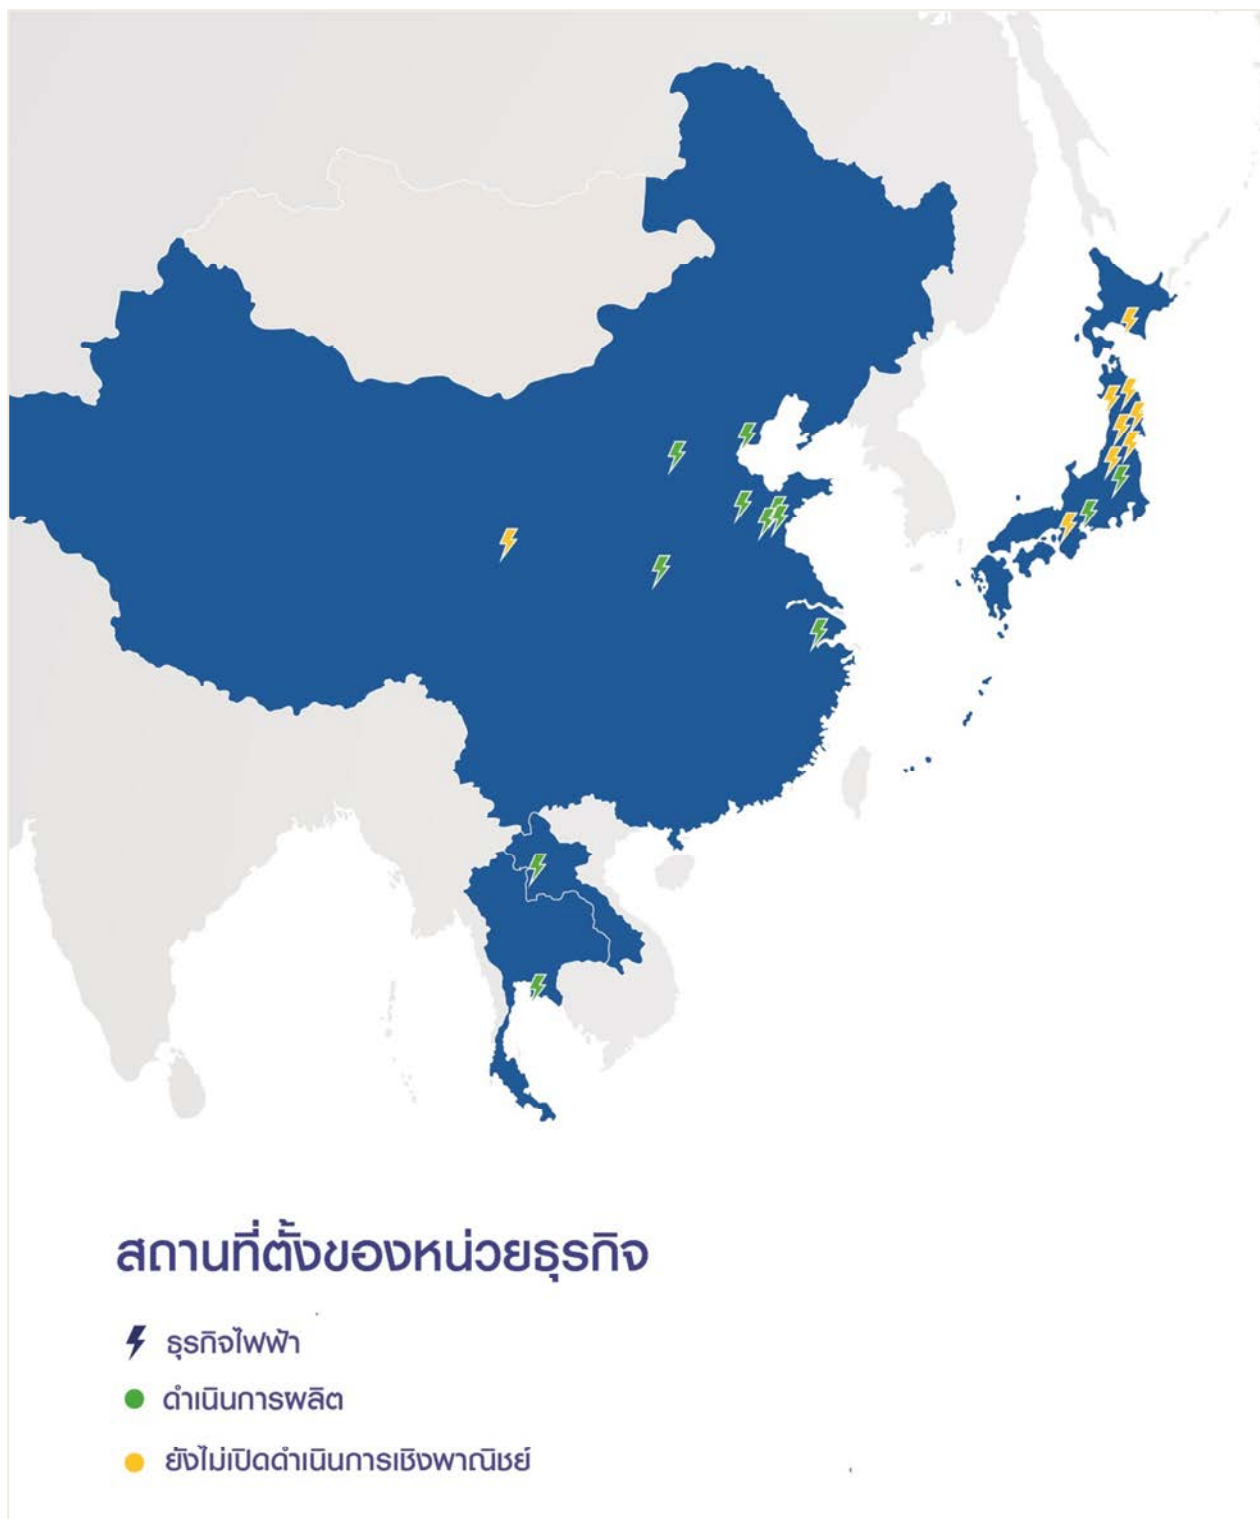 สถานที่ตั้งของหน่วยธุรกิจ
ธุรกิจไฟฟ้า
ดำเนินการผลิต
ยังไม่เปิดดำเนินการเชิงพาณิชย์